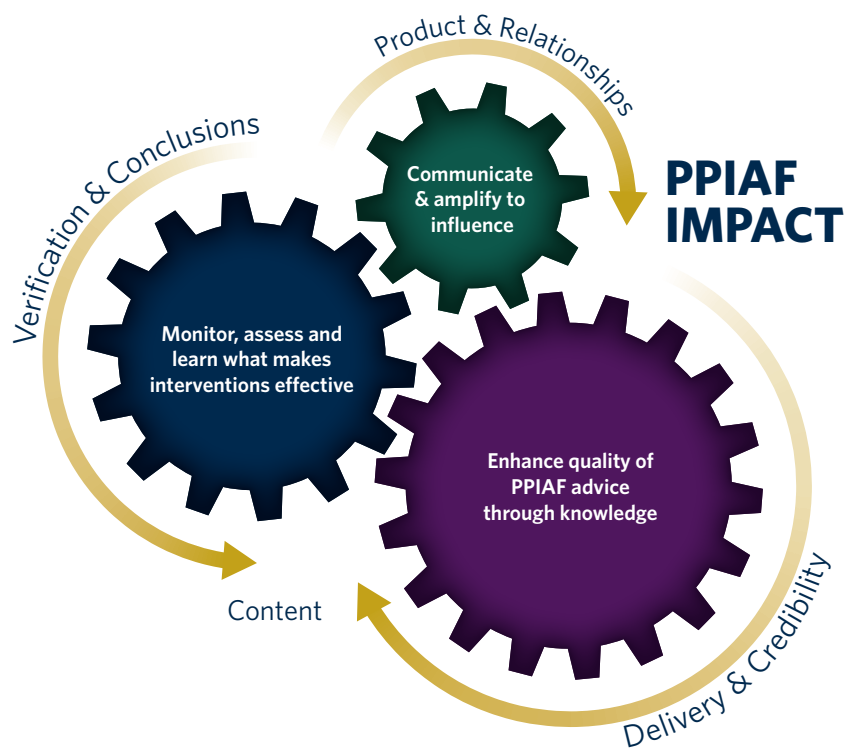 Product & Relationships
Verification & Conclusions
PPIAF
IMPACT
Communicate
& amplify to
influence
Monitor, assess and
learn what makes
interventions effective
Enhance quality of
PPIAF advice
through knowledge
Content
Delivery & Credibility